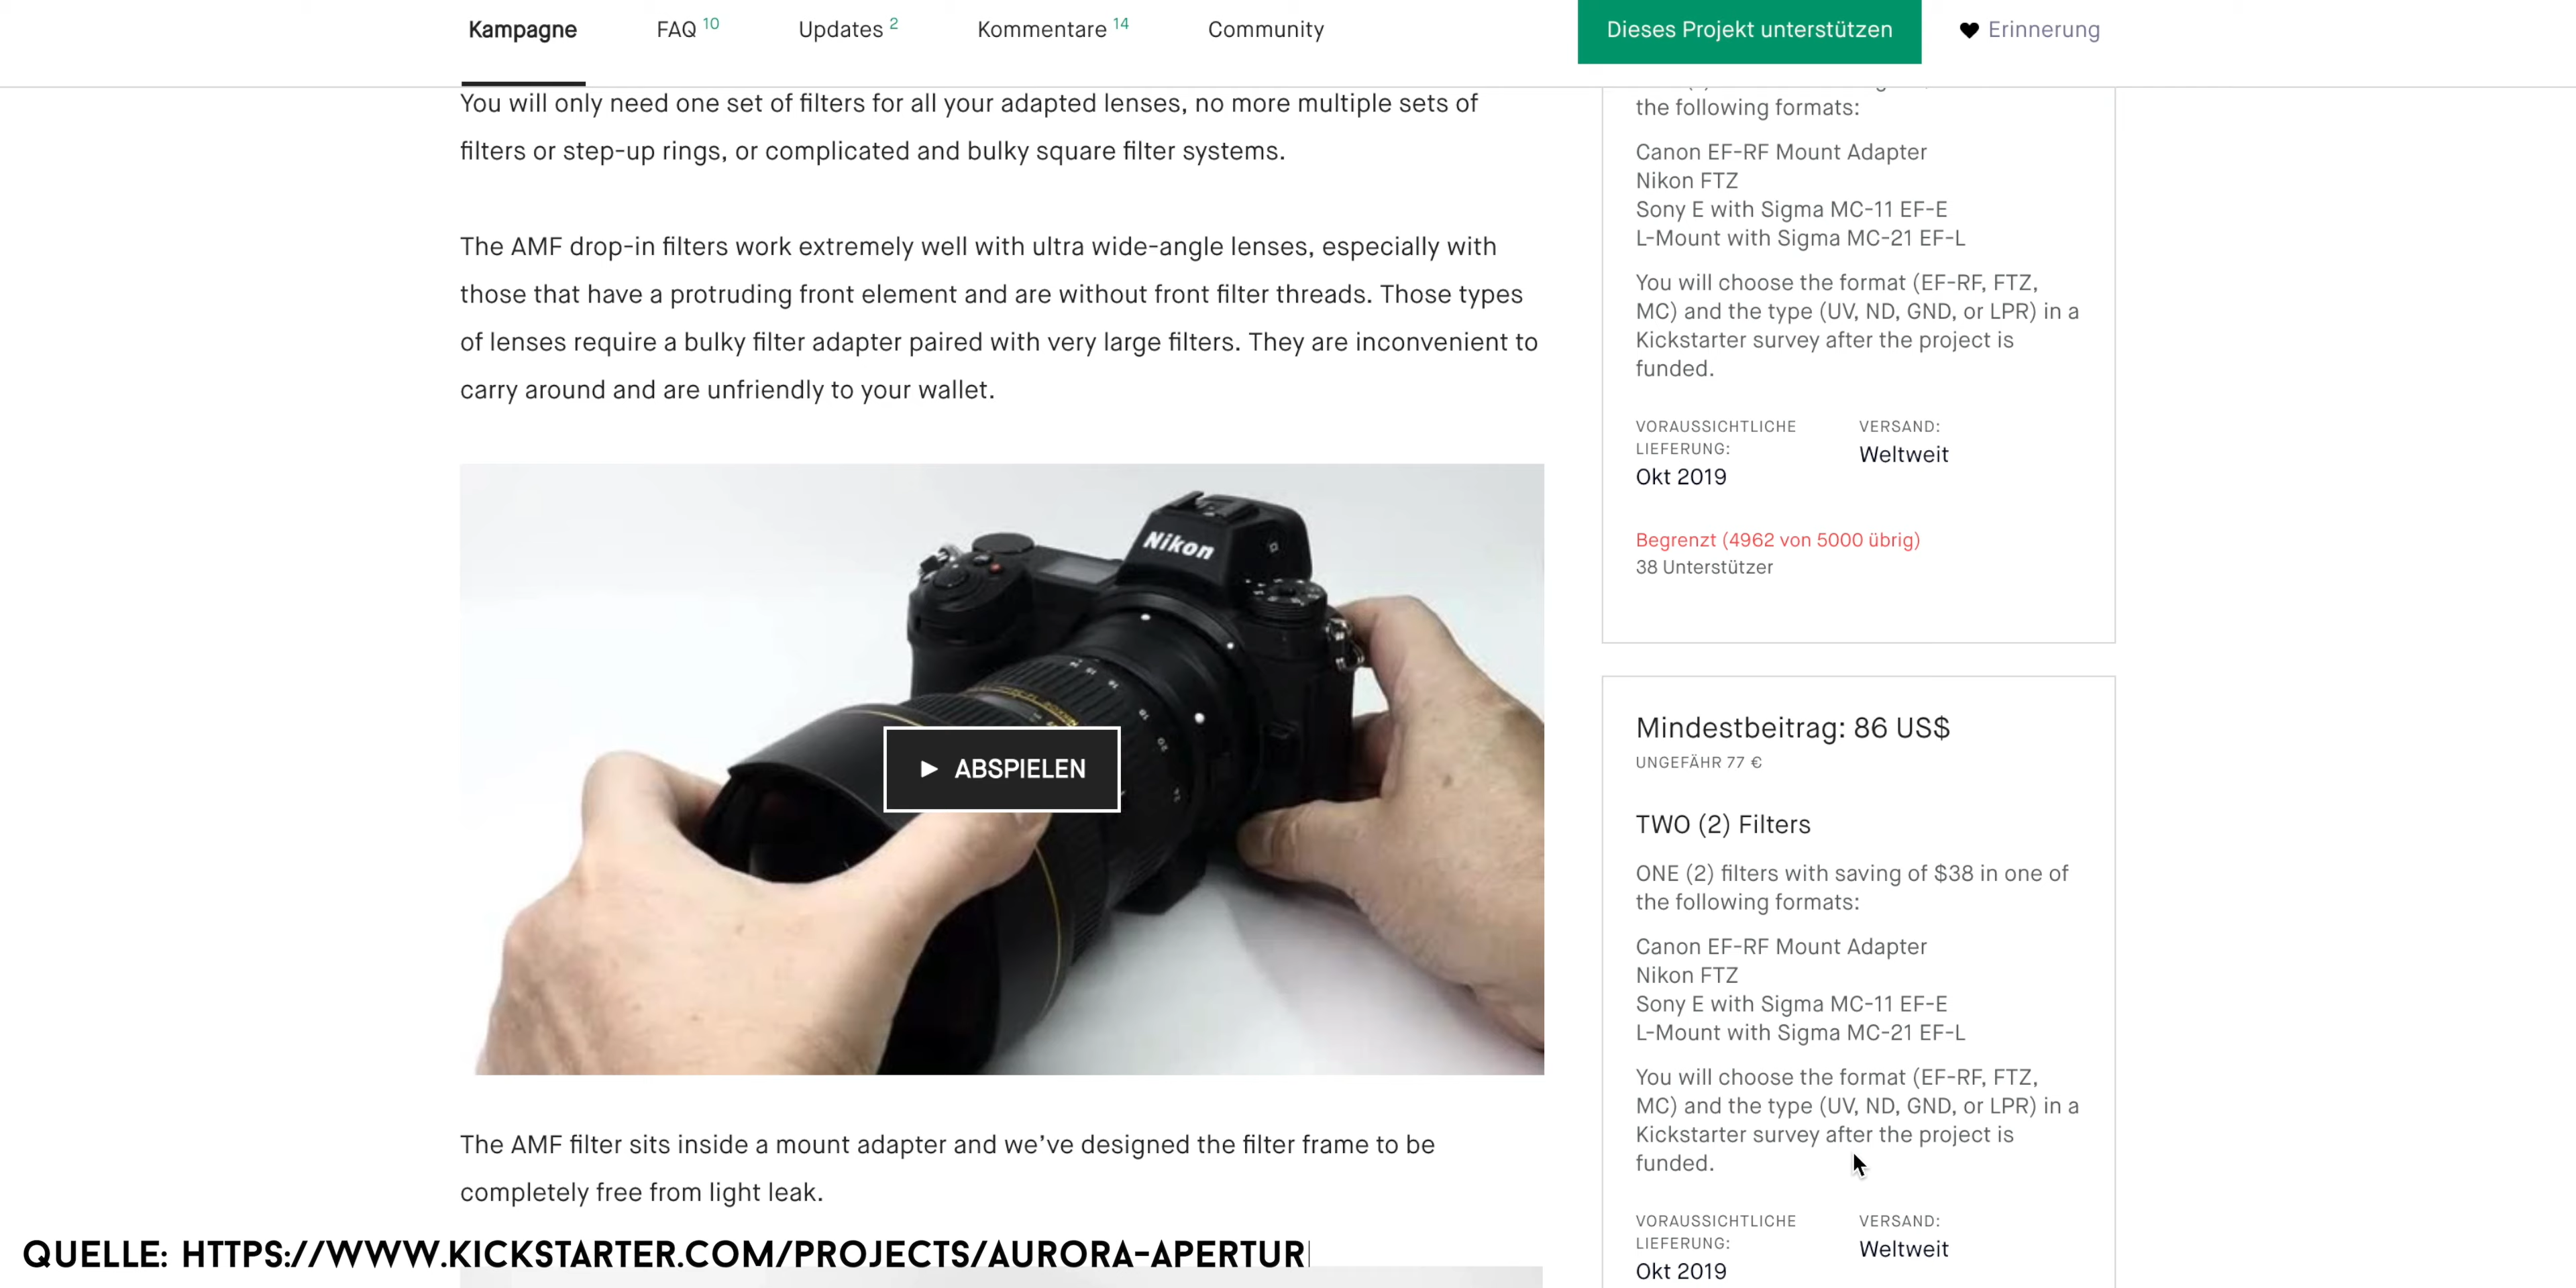 Kampagne
FAQ 10
Updates 2
Kommentare 14
Community
Dieses Projekt unterstützen
Erinnerung
You will only need one set of filters for all your adapted lenses, no more multiple sets of
filters or step-up rings, or complicated and bulky square filter systems.
The AMF drop-in filters work extremely well with ultra wide-angle lenses, especially with
those that have a protruding front element and are without front filter threads. Those types
of lenses require a bulky filter adapter paired with very large filters. They are inconvenient to
carry around and are unfriendly to your wallet.
Nikon
ABSPIELEN
The AMF filter sits inside a mount adapter and we've designed the filter frame to be
completely free from light leak.
the following formats:
Canon EF-RF Mount Adapter
Nikon FTZ
Sony E with Sigma MC-11 EF-E
L-Mount with Sigma MC-21 EF-L
You will choose the format (EF-RF, FTZ,
MC) and the type (UV, ND, GND, or LPR) in a
Kickstarter survey after the project is
funded.
VORAUSSICHTLICHE
LIEFERUNG:
Okt 2019
VERSAND:
Weltweit
Begrenzt (4962 von 5000 übrig)
38 Unterstützer
Mindestbeitrag: 86 US$
UNGEFÄHR 77 €
TWO (2) Filters
ONE (2) filters with saving of $38 in one of
the following formats:
Canon EF-RF Mount Adapter
Nikon FTZ
Sony E with Sigma MC-11 EF-E
L-Mount with Sigma MC-21 EF-L
You will choose the format (EF-RF, FTZ,
MC) and the type (UV, ND, GND, or LPR) in a
Kickstarter survey after the project is
funded.
VORAUSSICHTLICHE
LIEFERUNG:
Okt 2019
VERSAND:
Weltweit
QUELLE: HTTPS://WWW.KICKSTARTER.COM/PROJECTS/AURORA-APERTUR